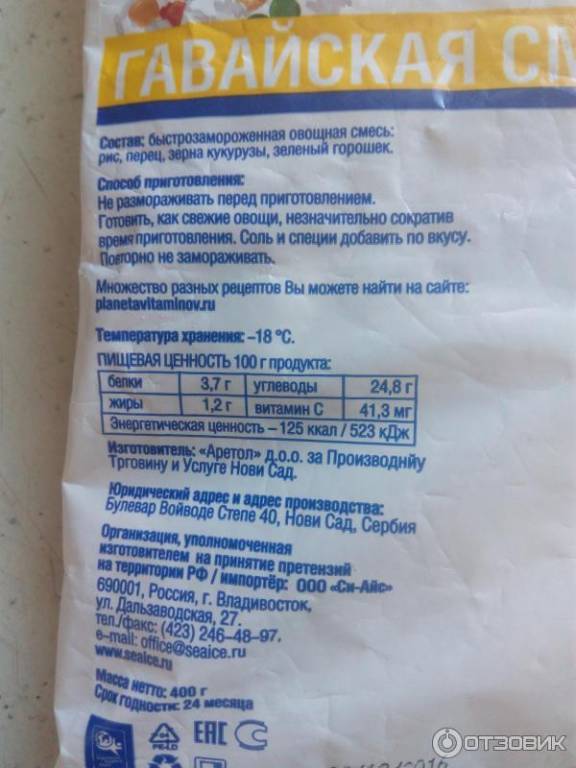 ГАВАЙСКАЯ СМ
Состав: быстрозамороженная овощная смесь:
рис, перец, зерна кукурузы, зеленый горошек.
Способ приготовления:
Не размораживать перед приготовлением.
Готовить, как свежие овощи, незначительно сократив
время приготовления. Соль и специи добавить по вкусу.
Повторно не замораживать.
Множество разных рецептов Вы можете найти на сайте:
planetavitaminov.ru
Температура хранения: –18 °С.
ПИЩЕВАЯ ЦЕННОСТЬ 100 г продукта:
белки 3,7 г углеводы 24,8 г
жиры 1,2 г витамин С 41,3 мг
Энергетическая ценность – 125 ккал / 523 кДж
Изготовитель: «Аретол» д.о.о. за Производнйу
Трговину и Услуге Нови Сад.
Юридический адрес и адрес производства:
Булевар Войводе Степе 40, Нови Сад, Сербия
Организация, уполномоченная
изготовителем на принятие претензий
на территории РФ / импортёр: ООО «Си-Айс»
690001, Россия, г. Владивосток,
ул. Дальзаводская, 27.
тел./факс: (423) 246-48-97.
e-mail: office@seaice.ru
www.seaice.ru
Масса нетто: 400 г
Срок годности: 24 месяца
04
PE-LD
EAC
ОТЗОВИК